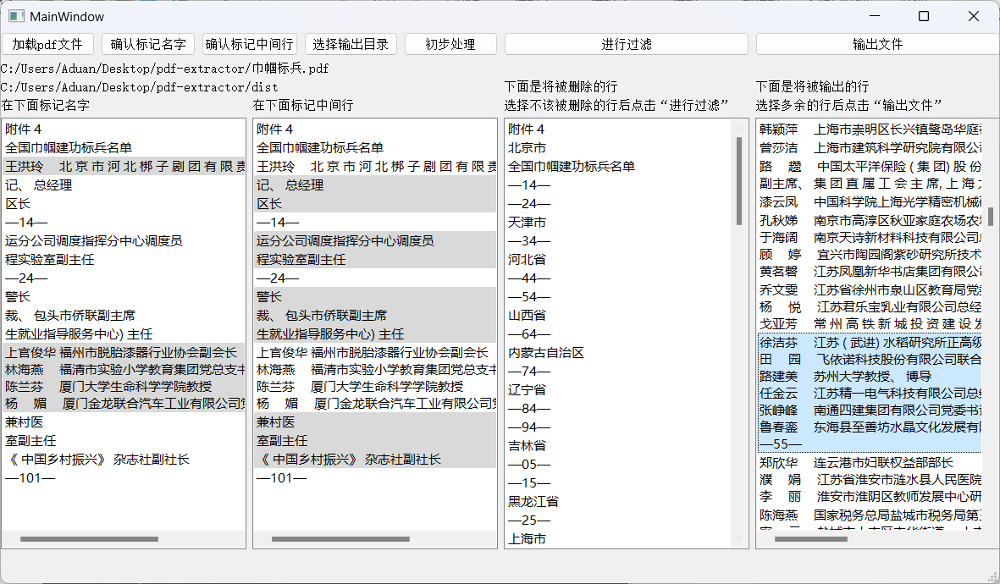 MainWindow
加载pdf文件 确认标记名字 确认标记中间行 选择输出目录 初步处理 进行过滤 输出文件
C:/Users/Aduan/Desktop/pdf-extractor/巾帼标兵.pdf
C:/Users/Aduan/Desktop/pdf-extractor/dist
在下面标记名字
附件 4
全国巾帼建功标兵名单
王洪玲 北京市河北梆子剧团有限责
记、 总经理
区长
—14—
运分公司调度指挥分中心调度员
程实验室副主任
—24—
警长
裁、 包头市侨联副主席
生就业指导服务中心) 主任
上官俊华 福州市脱胎漆器行业协会副会长
林海燕 福清市实验小学教育集团党总支书
陈兰芬 厦门大学生命科学学院教授
杨 媚 厦门金龙联合汽车工业有限公司党
兼村医
室副主任
《 中国乡村振兴》 杂志社副社长
—101—
在下面标记中间行
附件 4
全国巾帼建功标兵名单
王洪玲 北京市河北梆子剧团有限责
记、 总经理
区长
—14—
运分公司调度指挥分中心调度员
程实验室副主任
—24—
警长
裁、 包头市侨联副主席
生就业指导服务中心) 主任
上官俊华 福州市脱胎漆器行业协会副会长
林海燕 福清市实验小学教育集团党总支书
陈兰芬 厦门大学生命科学学院教授
杨 媚 厦门金龙联合汽车工业有限公司
兼村医
室副主任
《 中国乡村振兴》 杂志社副社长
—101—
下面是将被删除的行
选择不该被删除的行后点击“进行过滤”
附件 4
北京市
全国巾帼建功标兵名单
—14—
—24—
天津市
—34—
河北省
—44—
—54—
山西省
—64—
内蒙古自治区
—74—
辽宁省
—84—
—94—
吉林省
—05—
—15—
黑龙江省
—25—
上海市
下面是将被输出的行
选择多余的行后点击“输出文件”
韩颖萍 上海市崇明区长兴镇鹭岛华庭
曾莎洁 上海市建筑科学研究院有限公
路 䶮 中国太平洋保险 ( 集团) 股份
副主席、 集团直属工会主席, 上海
漆云凤 中国科学院上海光学精密机械
孔秋娣 南京市高淳区秋亚家庭农场农
于海阔 南京天诗新材料科技有限公司
顾 婷 宜兴市陶园阁紫砂研究所技术
黄茗馨 江苏凤凰新华书店集团有限公
乔文雯 江苏省徐州市泉山区教育局党
杨 悦 江苏君乐宝乳业有限公司总经
戈亚芳 常州高铁新城投资建设发
徐洁芬 江苏 ( 武进) 水稻研究所正高级
田 园 飞依诺科技股份有限公司联合
路建美 苏州大学教授、 博导
任金云 江苏精一电气科技有限公司总经
张峥峰 南通四建集团有限公司党委书
鲁春銮 东海县至善坊水晶文化发展有
—55—
郑欣华 连云港市妇联权益部部长
濮 娟 江苏省淮安市涟水县人民医院
李 丽 淮安市淮阴区教师发展中心研
陈海燕 国家税务总局盐城市税务局第